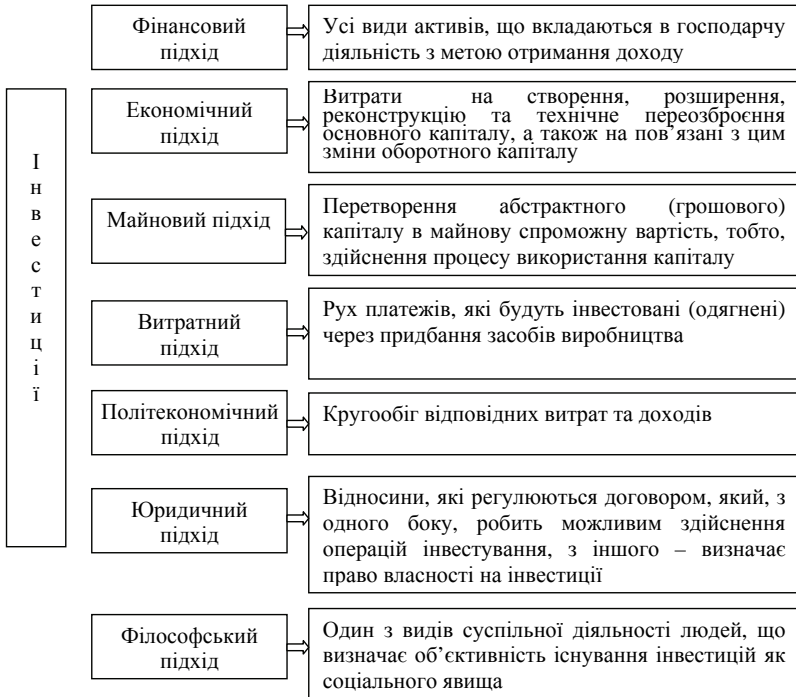 Фінансовий
підхід
Усі види активів, що вкладаються в господарчу
діяльність з метою отримання доходу
Інвестиції
Економічний
підхід
Витрати на створення, розширення,
реконструкцію та технічне переозброєння
основного капіталу, а також на пов’язані з цим
зміни оборотного капіталу
Майновий підхід
Перетворення абстрактного (грошового)
капіталу в майнову спроможну вартість, тобто,
здійснення процесу використання капіталу
Витратний
підхід
Рух платежів, які будуть інвестовані (одягнені)
через придбання засобів виробництва
Політекономічний
підхід
Кругообіг відповідних витрат та доходів
Юридичний
підхід
Відносини, які регулюються договором, який, з
одного боку, робить можливим здійснення
операцій інвестування, з іншого – визначає
право власності на інвестиції
Філософський
підхід
Один з видів суспільної діяльності людей, що
визначає об’єктивність існування інвестицій як
соціального явища